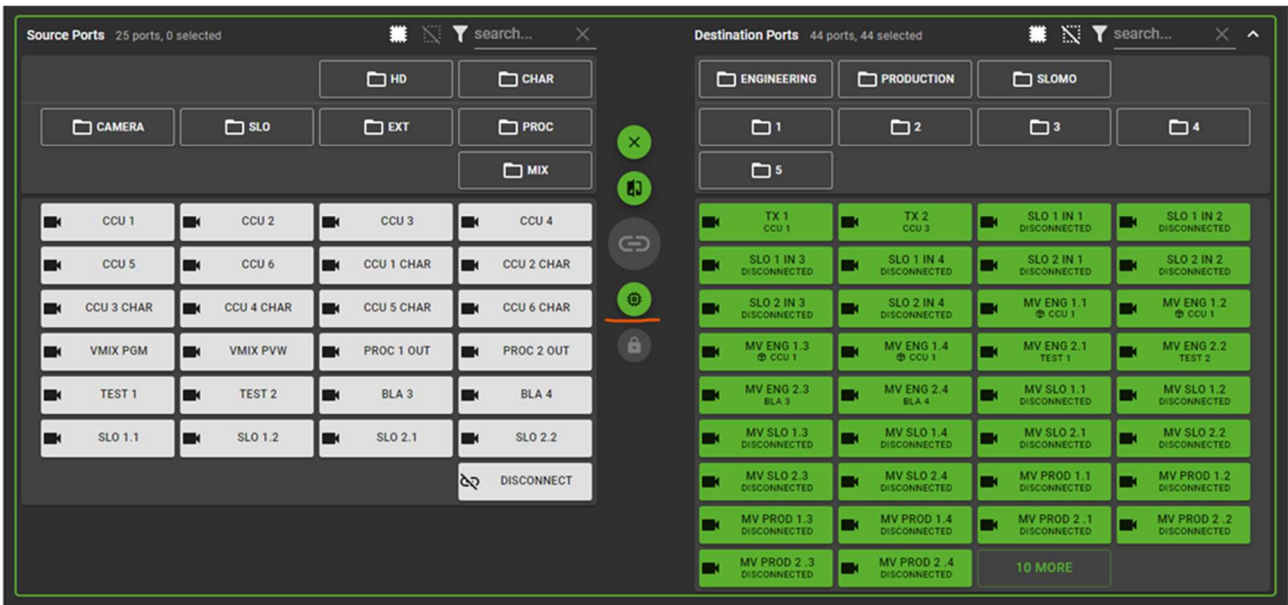 Source Ports 25 ports, 0 selected search...
HD CHAR
CAMERA SLO EXT PROC
MIX
CCU 1 CCU 2 CCU 3 CCU 4
CCU 5 CCU 6 CCU 1 CHAR CCU 2 CHAR
CCU 3 CHAR CCU 4 CHAR CCU 5 CHAR CCU 6 CHAR
VMIX PGM VMIX PVW PROC 1 OUT PROC 2 OUT
TEST 1 TEST 2 BLA 3 BLA 4
SLO 1.1 SLO 1.2 SLO 2.1 SLO 2.2
DISCONNECT
Destination Ports 44 ports, 44 selected search...
ENGINEERING PRODUCTION SLOMO
1 2 3 4
5
TX 1 TX 2 SLO 1 IN 1 SLO 1 IN 2
CCU 1 CCU 3 DISCONNECTED DISCONNECTED
SLO 1 IN 3 SLO 1 IN 4 SLO 2 IN 1 SLO 2 IN 2
DISCONNECTED DISCONNECTED DISCONNECTED DISCONNECTED
SLO 2 IN 3 SLO 2 IN 4 MV ENG 1.1 MV ENG 1.2
DISCONNECTED DISCONNECTED CCU 1 CCU 1
MV ENG 1.3 MV ENG 1.4 MV ENG 2.1 MV ENG 2.2
CCU 1 CCU 1 TEST 1 TEST 2
MV ENG 2.3 MV ENG 2.4 MV SLO 1.1 MV SLO 1.2
BLA 3 BLA 4 DISCONNECTED DISCONNECTED
MV SLO 1.3 MV SLO 1.4 MV SLO 2.1 MV SLO 2.2
DISCONNECTED DISCONNECTED DISCONNECTED DISCONNECTED
MV SLO 2.3 MV SLO 2.4 MV PROD 1.1 MV PROD 1.2
DISCONNECTED DISCONNECTED DISCONNECTED DISCONNECTED
MV PROD 1.3 MV PROD 1.4 MV PROD 2 .1 MV PROD 2 .2
DISCONNECTED DISCONNECTED DISCONNECTED DISCONNECTED
MV PROD 2 .3 MV PROD 2 .4 10 MORE
DISCONNECTED DISCONNECTED